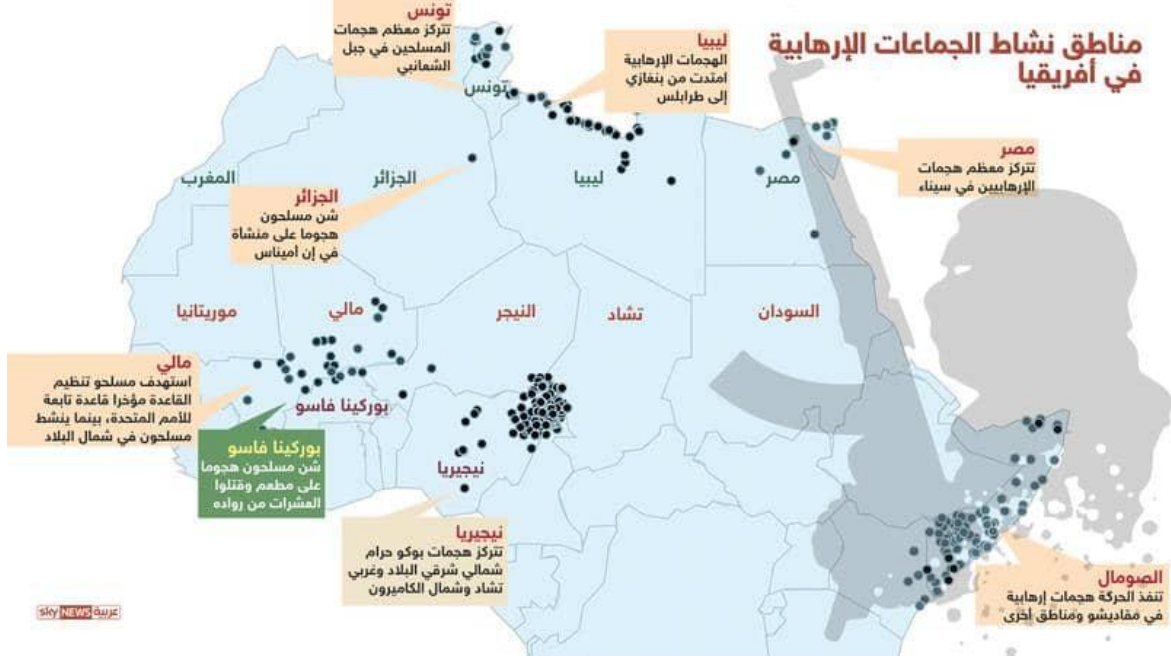 مناطق نشاط الجماعات الإرهابية
في أفريقيا
تونس
تتركز معظم هجمات
المسلحين في جبل
الشعانبي
ليبيا
الهجمات الإرهابية
امتدت من بنغازي
إلى طرابلس
مصر
تتركز معظم هجمات
الإرهابيين في سيناء
تونس
المغرب
الجزائر
ليبيا
مصر
الجزائر
شن مسلحون
هجوما على منشأة
في إن أميناس
موريتانيا
مالي
النيجر
تشاد
السودان
مالي
استهدف مسلحو تنظيم
القاعدة مؤخرا قاعدة تابعة
للأمم المتحدة، بينما ينشط
مسلحون في شمال البلاد
بوركينا فاسو
بوركينا فاسو
شن مسلحون هجوما
على مطعم وقتلوا
العشرات من رواده
نيجيريا
نيجيريا
تتركز هجمات بوكو حرام
شمالي شرقي البلاد وغربي
تشاد وشمال الكاميرون
الصومال
تنفذ الحركة هجمات إرهابية
في مقاديشو ومناطق أخرى
sky NEWS عربية